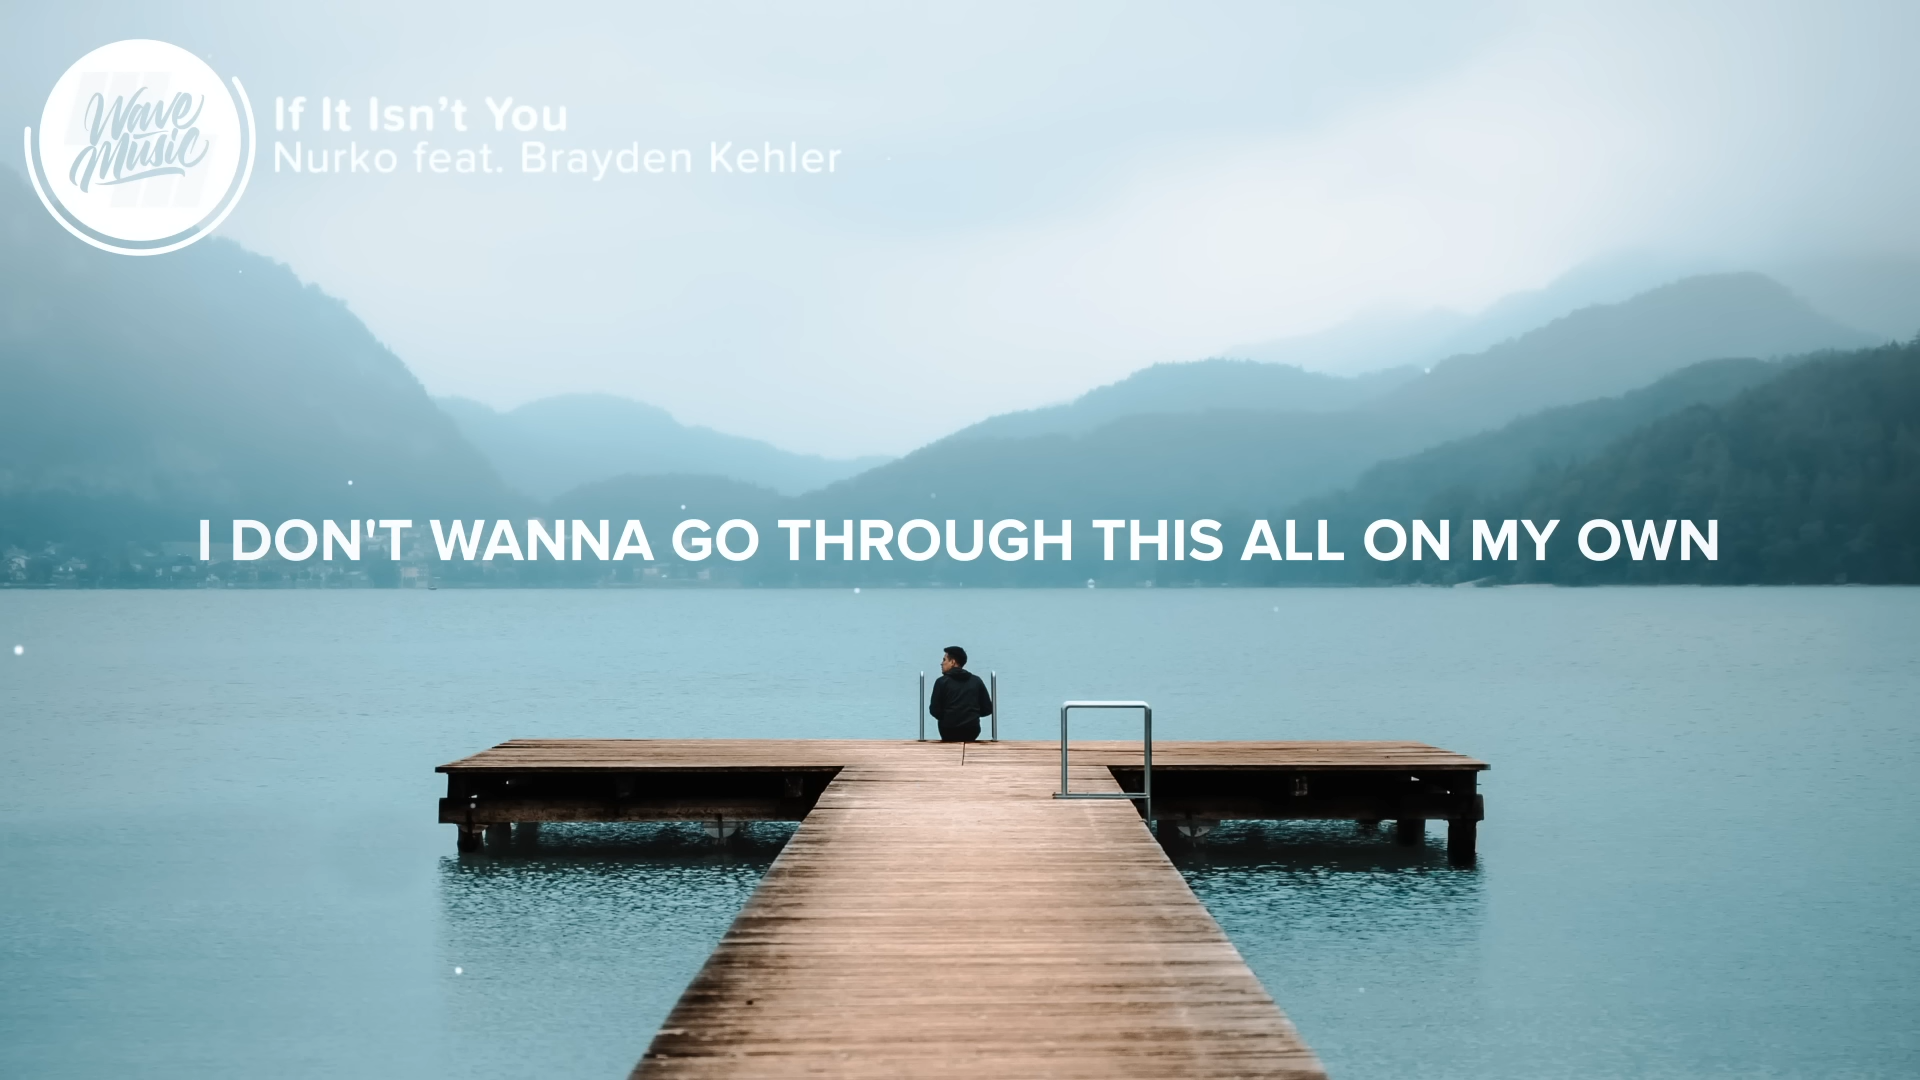 Wave
Music
If It Isn’t You
Nurko feat. Brayden Kehler
I DON'T WANNA GO THROUGH THIS ALL ON MY OWN